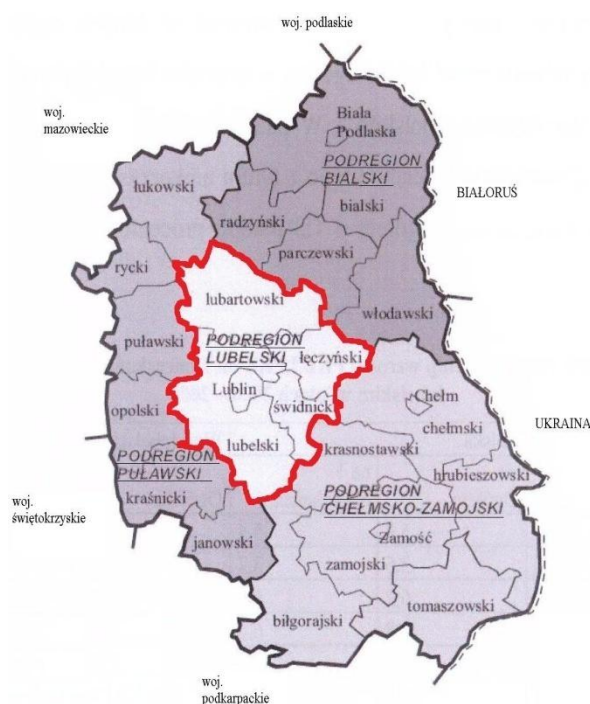 woj. podlaskie
woj.
mazowieckie
Biała
Podlaska
PODREGION
BIALSKI
łukowski
bialski
BIAŁORUŚ
radzyński
parczewski
rycki
lubartowski
włodawski
puławski
PODREGION
LUBELSKI
łęczyński
Lublin
świdnicki
Chełm
chełmski
opolski
UKRAINA
lubelski
krasnostawski
PODREGION
PUŁAWSKI
hrubieszowski
woj.
świętokrzyskie
kraśnicki
PODREGION
CHEŁMSKO-ZAMOJSKI
janowski
Zamość
zamojski
tomaszowski
biłgorajski
woj.
podkarpackie